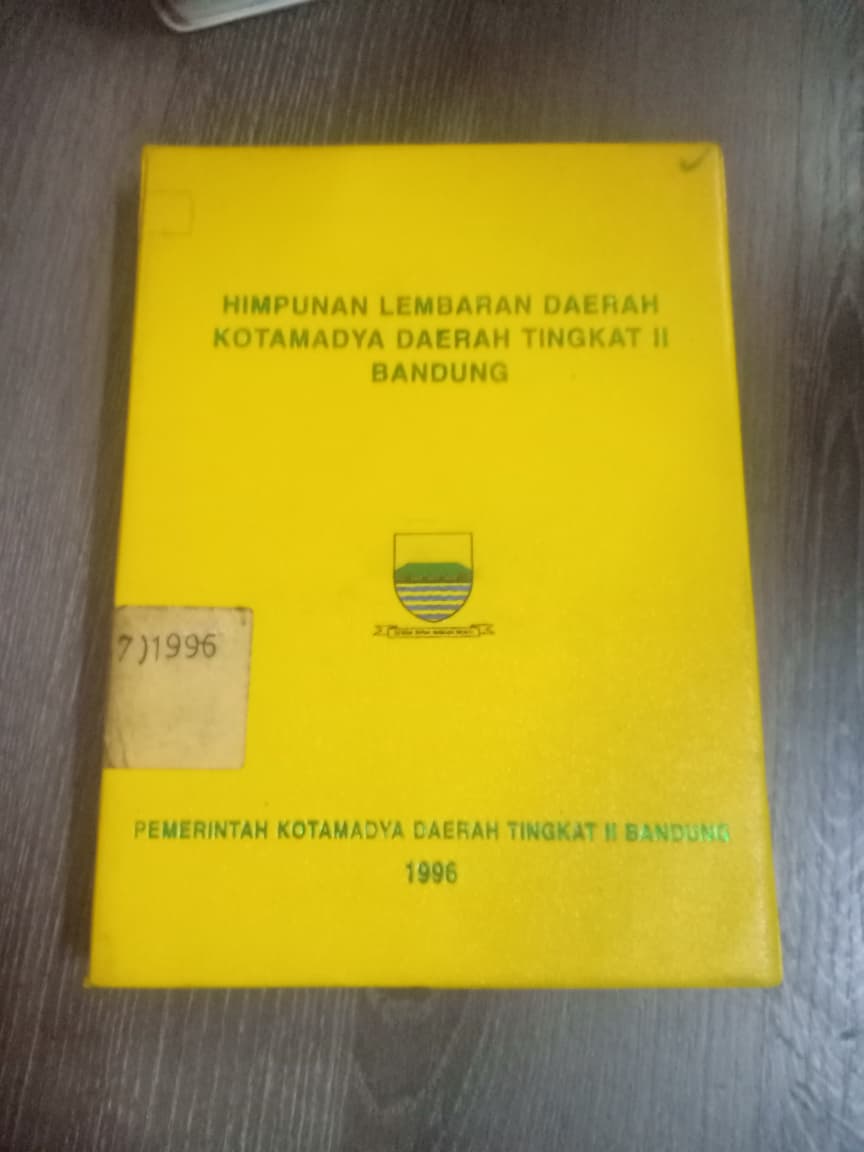 HIMPUNAN LEMBARAN DAERAH
KOTAMADYA DAERAH TINGKAT II
BANDUNG
7)1996
PEMERINTAH KOTAMADYA DAERAH TINGKAT II BANDUNG
1996